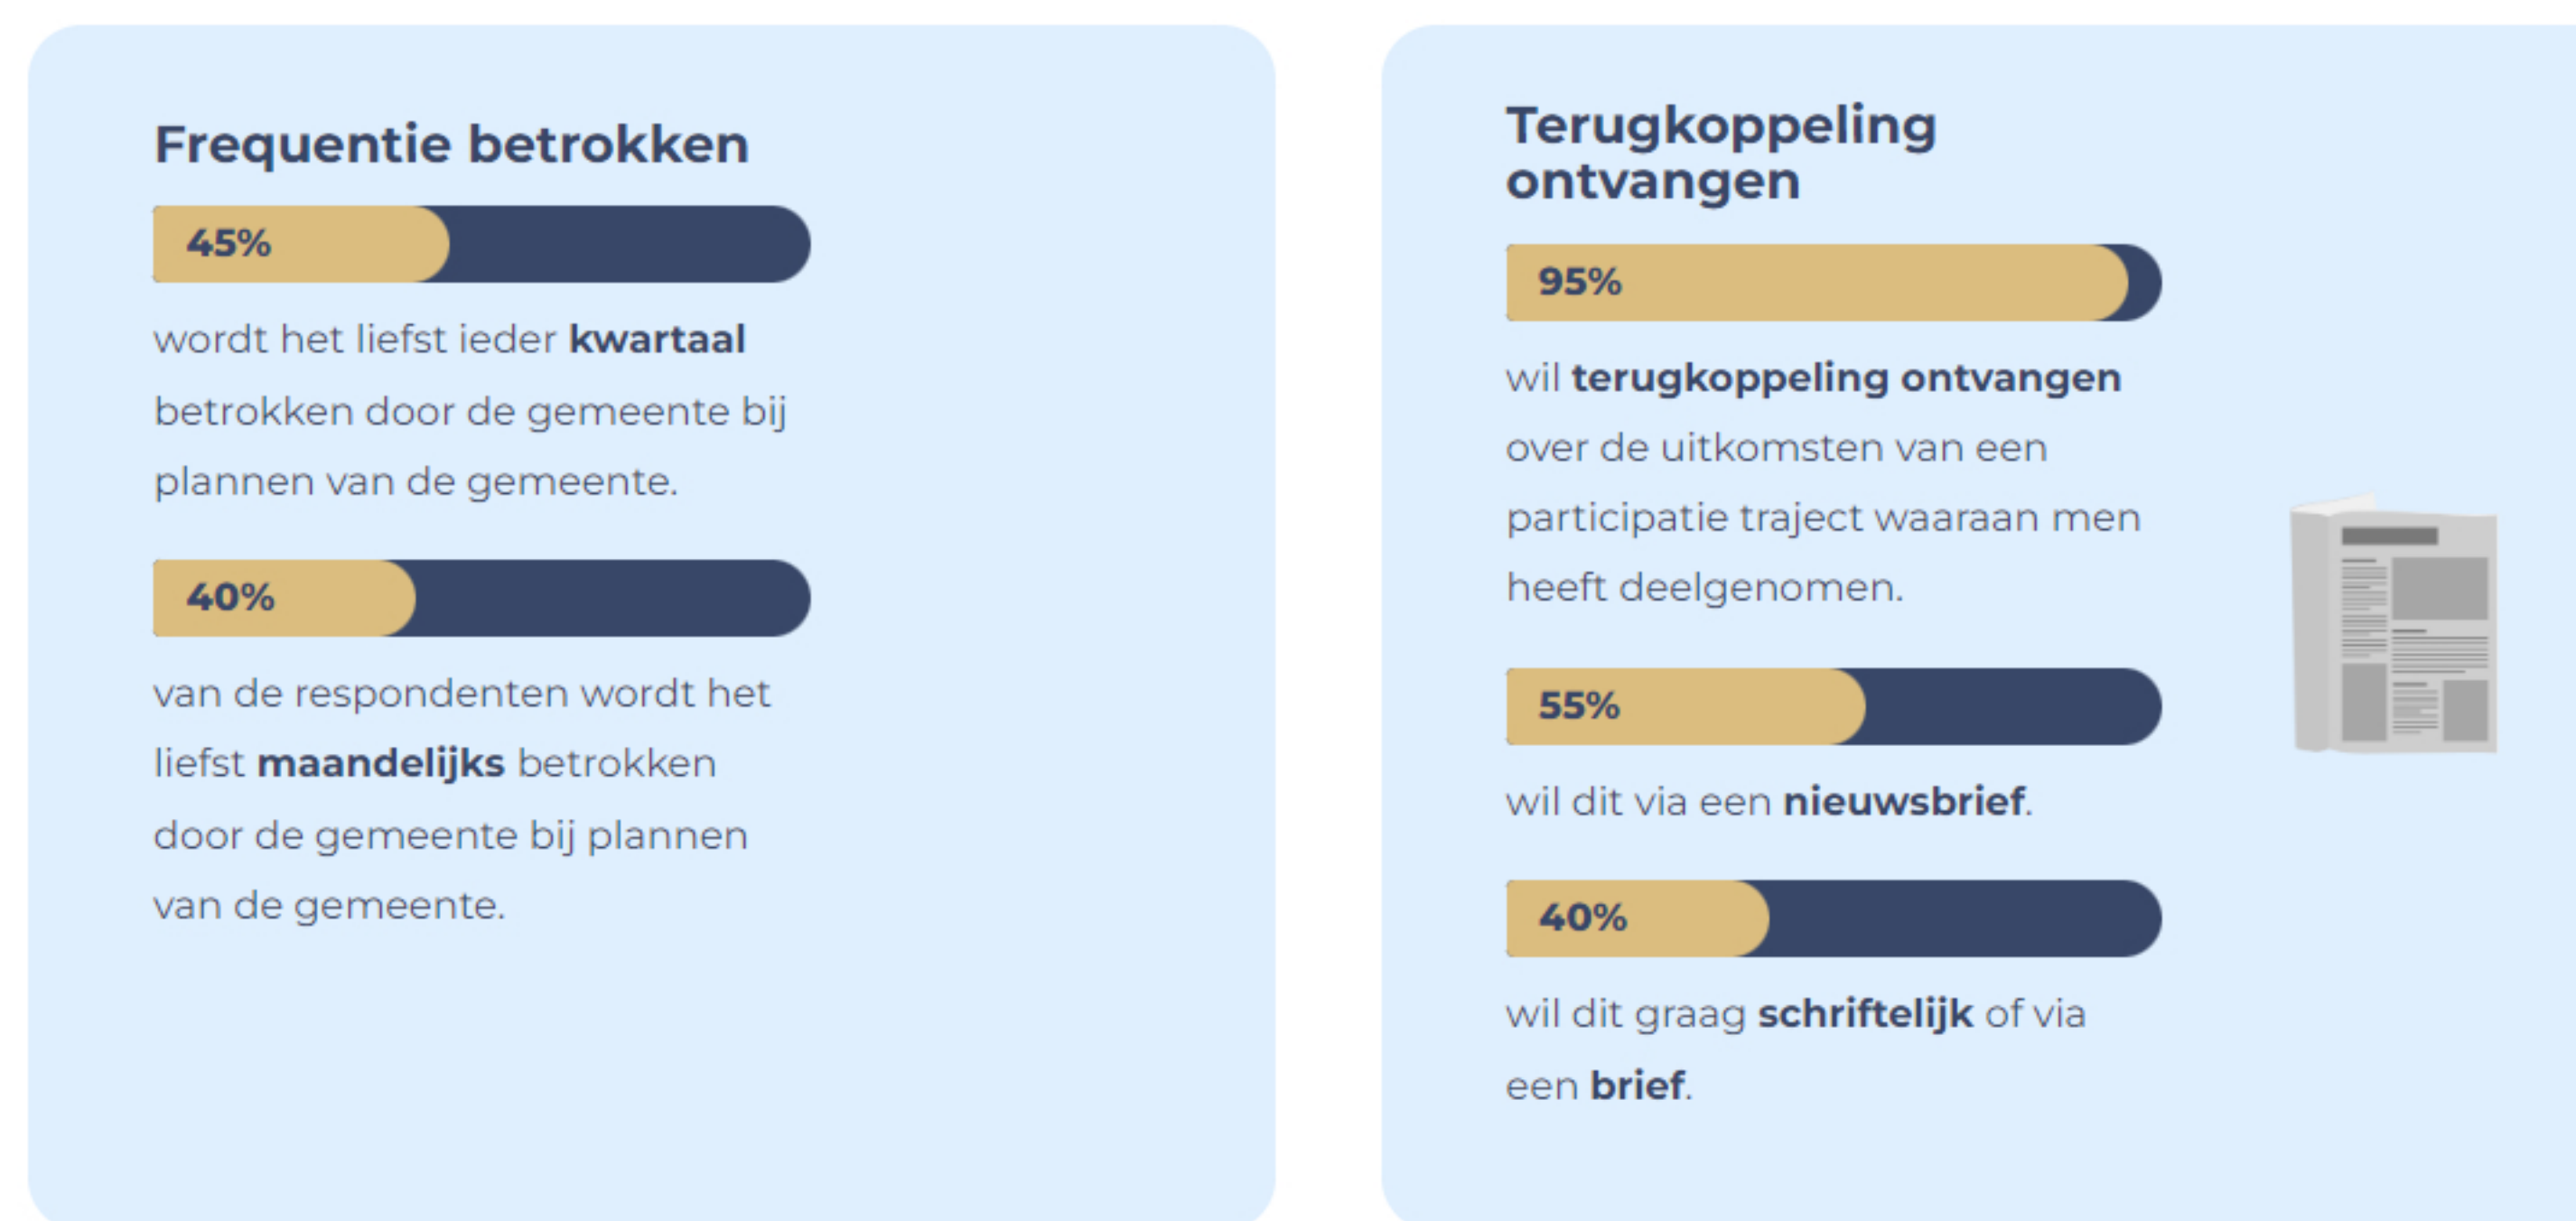 Frequentie betrokken
45%
wordt het liefst ieder kwartaal
betrokken door de gemeente bij
plannen van de gemeente.
40%
van de respondenten wordt het
liefst maandelijks betrokken
door de gemeente bij plannen
van de gemeente.
Terugkoppeling
ontvangen
95%
wil terugkoppeling ontvangen
over de uitkomsten van een
participatie traject waaraan men
heeft deelgenomen.
55%
wil dit via een nieuwsbrief.
40%
wil dit graag schriftelijk of via
een brief.